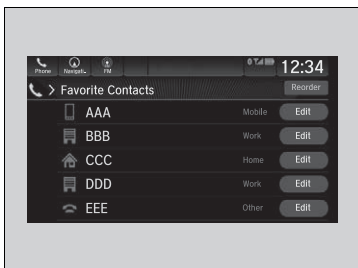 Phone Navigati.. FM 12:34
> Favorite Contacts Reorder
AAA Mobile Edit
BBB Work Edit
CCC Home Edit
DDD Work Edit
EEE Other Edit